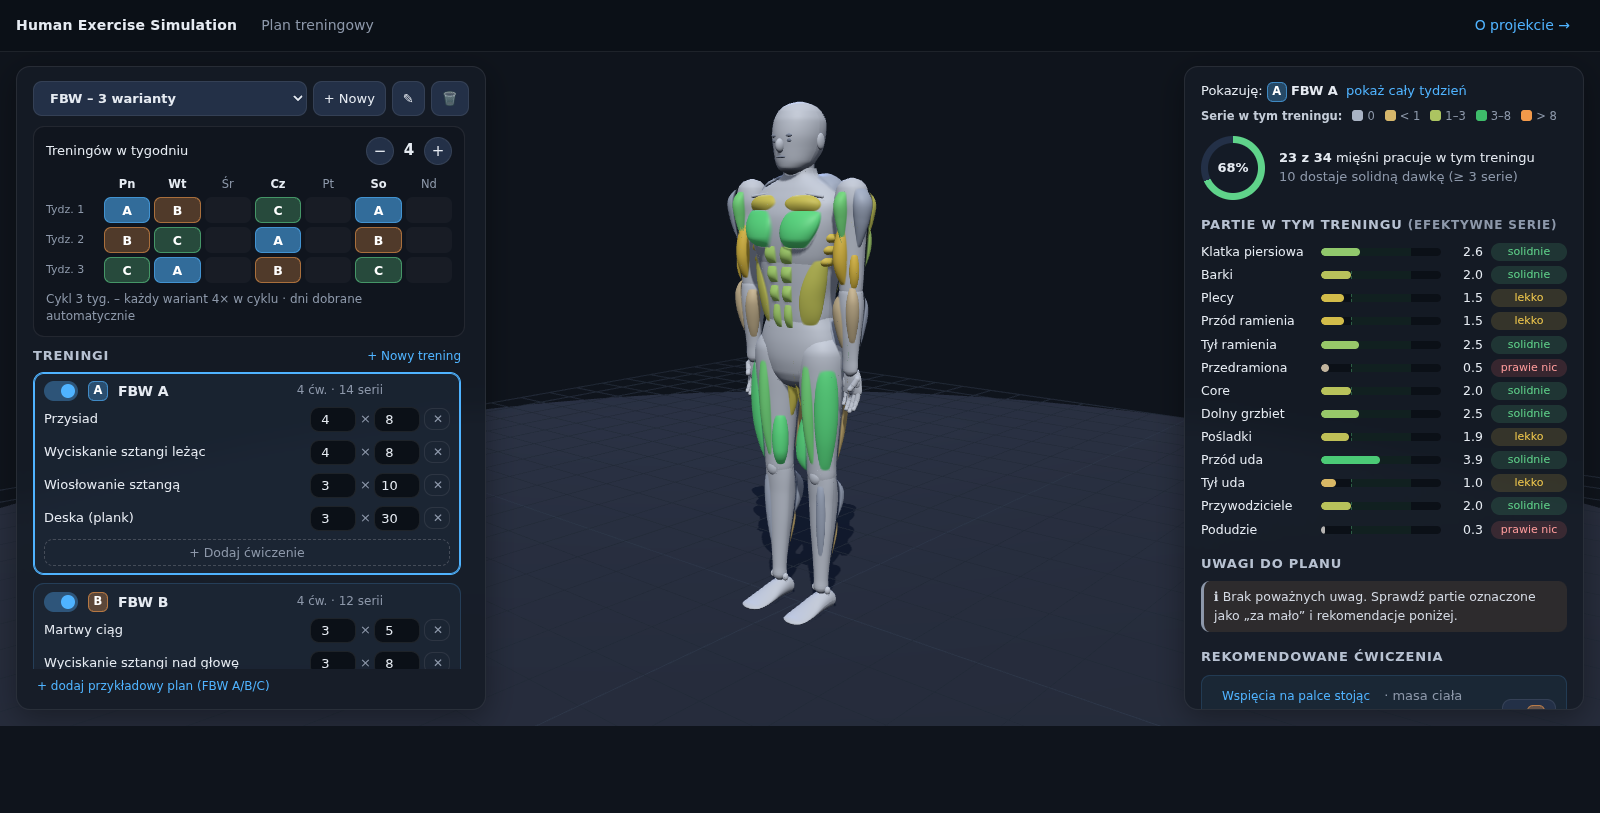 Human Exercise Simulation Plan treningowy O projekcie →
FBW – 3 warianty + Nowy ✎
Treningów w tygodniu − 4 +
Pn Wt Śr Cz Pt So Nd
Tydz. 1 A B C A
Tydz. 2 B C A B
Tydz. 3 C A B C
Cykl 3 tyg. – każdy wariant 4× w cyklu · dni dobrane
automatycznie
TRENINGI + Nowy trening
A FBW A 4 ćw. · 14 serii
Przysiad 4 × 8 ✕
Wyciskanie sztangi leżąc 4 × 8 ✕
Wiosłowanie sztangą 3 × 10 ✕
Deska (plank) 3 × 30 ✕
+ Dodaj ćwiczenie
B FBW B 4 ćw. · 12 serii
Martwy ciąg 3 × 5 ✕
Wyciskanie sztangi nad głowę 3 × 8 ✕
+ dodaj przykładowy plan (FBW A/B/C)
Pokazuję: A FBW A pokaż cały tydzień
Serie w tym treningu: 0 < 1 1–3 3–8 > 8
68%
23 z 34 mięśni pracuje w tym treningu
10 dostaje solidną dawkę (≥ 3 serie)
PARTIE W TYM TRENINGU (EFEKTYWNE SERIE)
Klatka piersiowa 2.6 solidnie
Barki 2.0 solidnie
Plecy 1.5 lekko
Przód ramienia 1.5 lekko
Tył ramienia 2.5 solidnie
Przedramiona 0.5 prawie nic
Core 2.0 solidnie
Dolny grzbiet 2.5 solidnie
Pośladki 1.9 lekko
Przód uda 3.9 solidnie
Tył uda 1.0 lekko
Przywodziciele 2.0 solidnie
Podudzie 0.3 prawie nic
UWAGI DO PLANU
ℹ Brak poważnych uwag. Sprawdź partie oznaczone
jako „za mało” i rekomendacje poniżej.
REKOMENDOWANE ĆWICZENIA
Wspięcia na palce stojąc · masa ciała